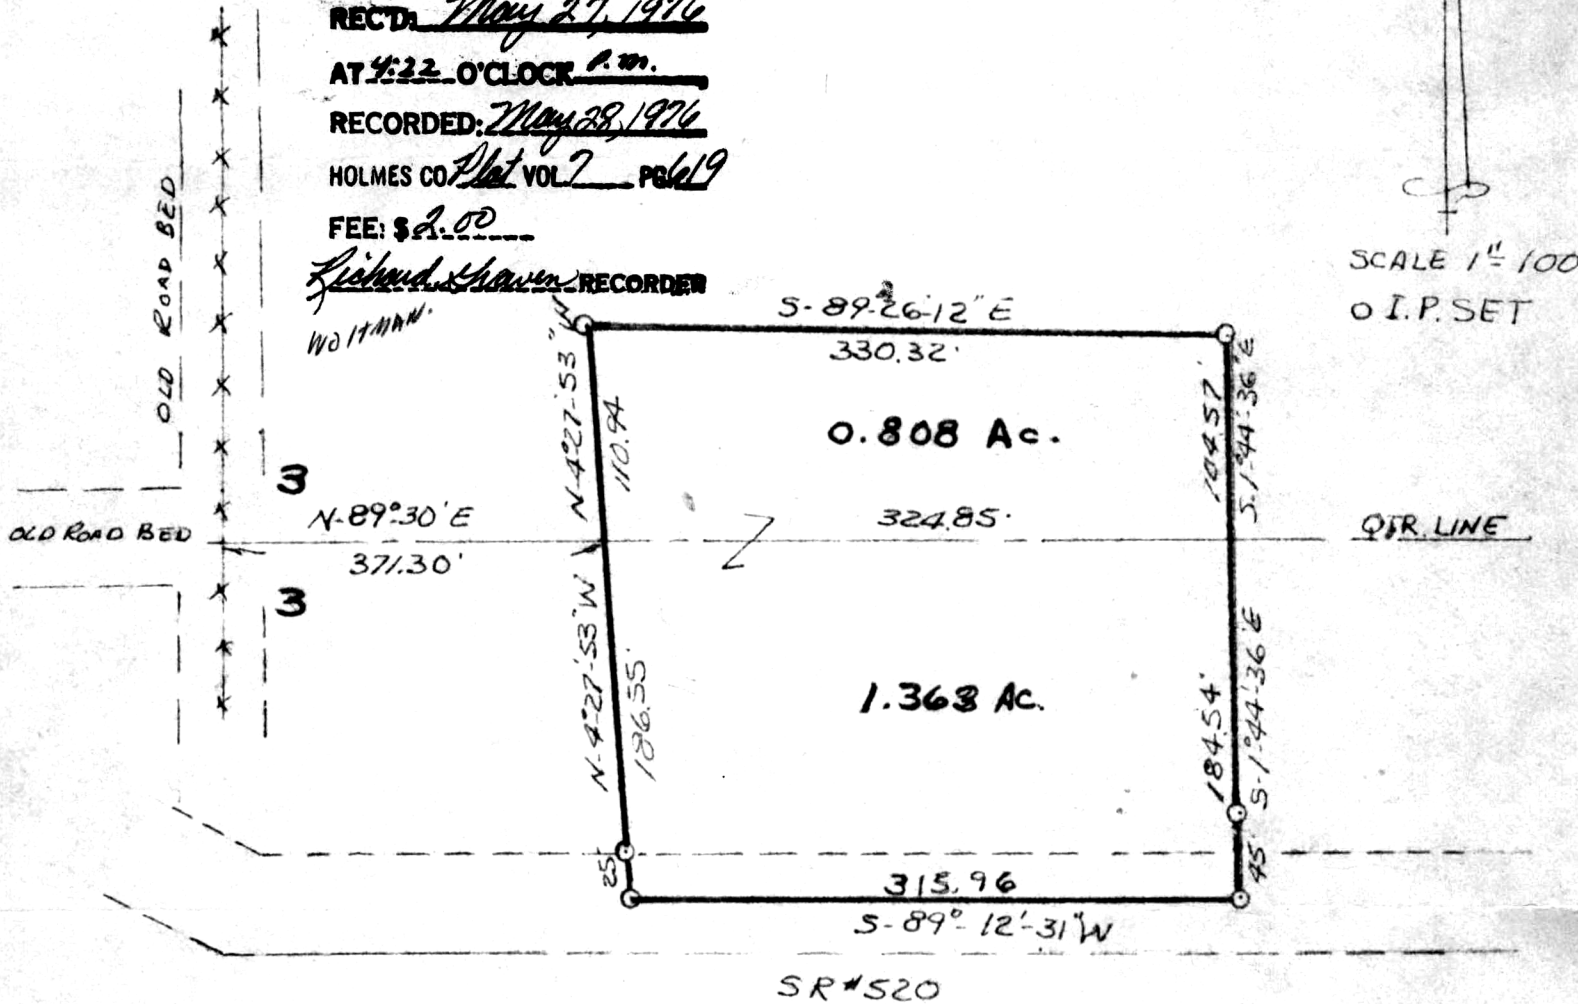 REC'D: May 27, 1976
AT 4:22 O'CLOCK P.m.
RECORDED: May 28, 1976
HOLMES CO Plat VOL 7 PG 619
FEE: $2.00
Richard Graven RECORDER
WOITMAN.
SCALE 1"=100
O I.P. SET
OLD ROAD BED
S-89-26-12" E
330.32'
N-4°27'-53" W
110.94
104.57'
S-1°44'-36" E
0.808 Ac.
3
N-89°30' E
371.30'
324.85'
OLD ROAD BED
QTR. LINE
3
N-4°27'-53" W
186.55'
1.363 Ac.
184.54'
S-1°44'-36" E
25'
45'
315.96
S-89°-12'-31" W
SR #520